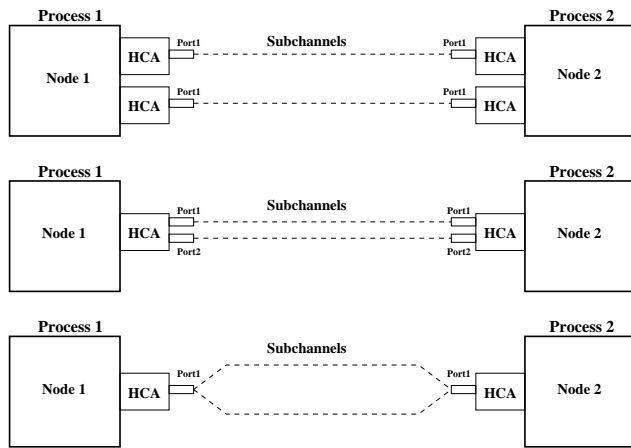 Process 1
Process 2
Node 1
HCA
Port1
Subchannels
Port1
HCA
Node 2
HCA
Port1
Port1
HCA
Process 1
Process 2
Node 1
HCA
Port1
Port2
Subchannels
Port1
Port2
HCA
Node 2
Process 1
Process 2
Node 1
HCA
Port1
Subchannels
Port1
HCA
Node 2